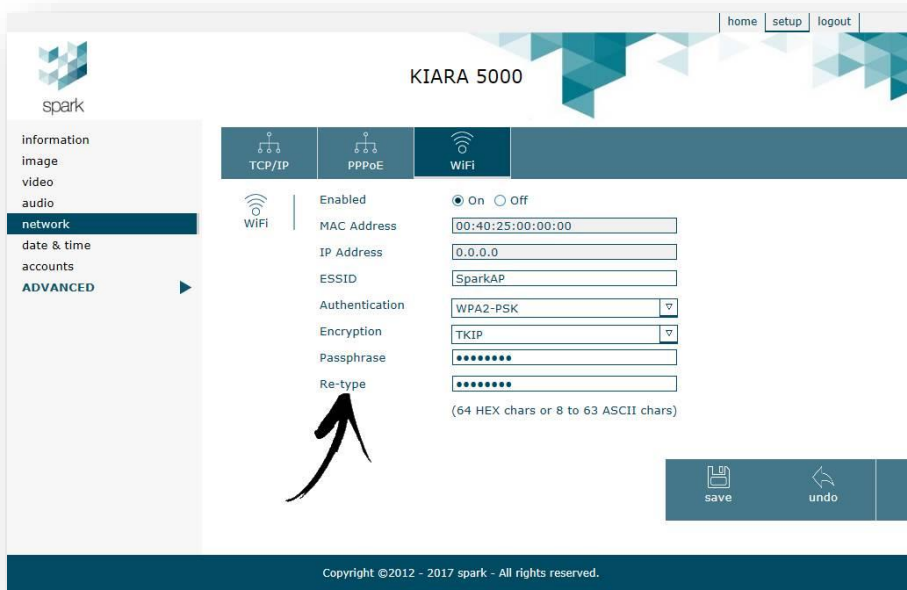 home setup logout
spark
KIARA 5000
information
image
video
audio
network
date & time
accounts
ADVANCED
TCP/IP PPPoE WiFi
WiFi
Enabled On Off
MAC Address 00:40:25:00:00:00
IP Address 0.0.0.0
ESSID SparkAP
Authentication WPA2-PSK
Encryption TKIP
Passphrase ••••••••
Re-type ••••••••
(64 HEX chars or 8 to 63 ASCII chars)
save undo
Copyright ©2012 - 2017 spark - All rights reserved.